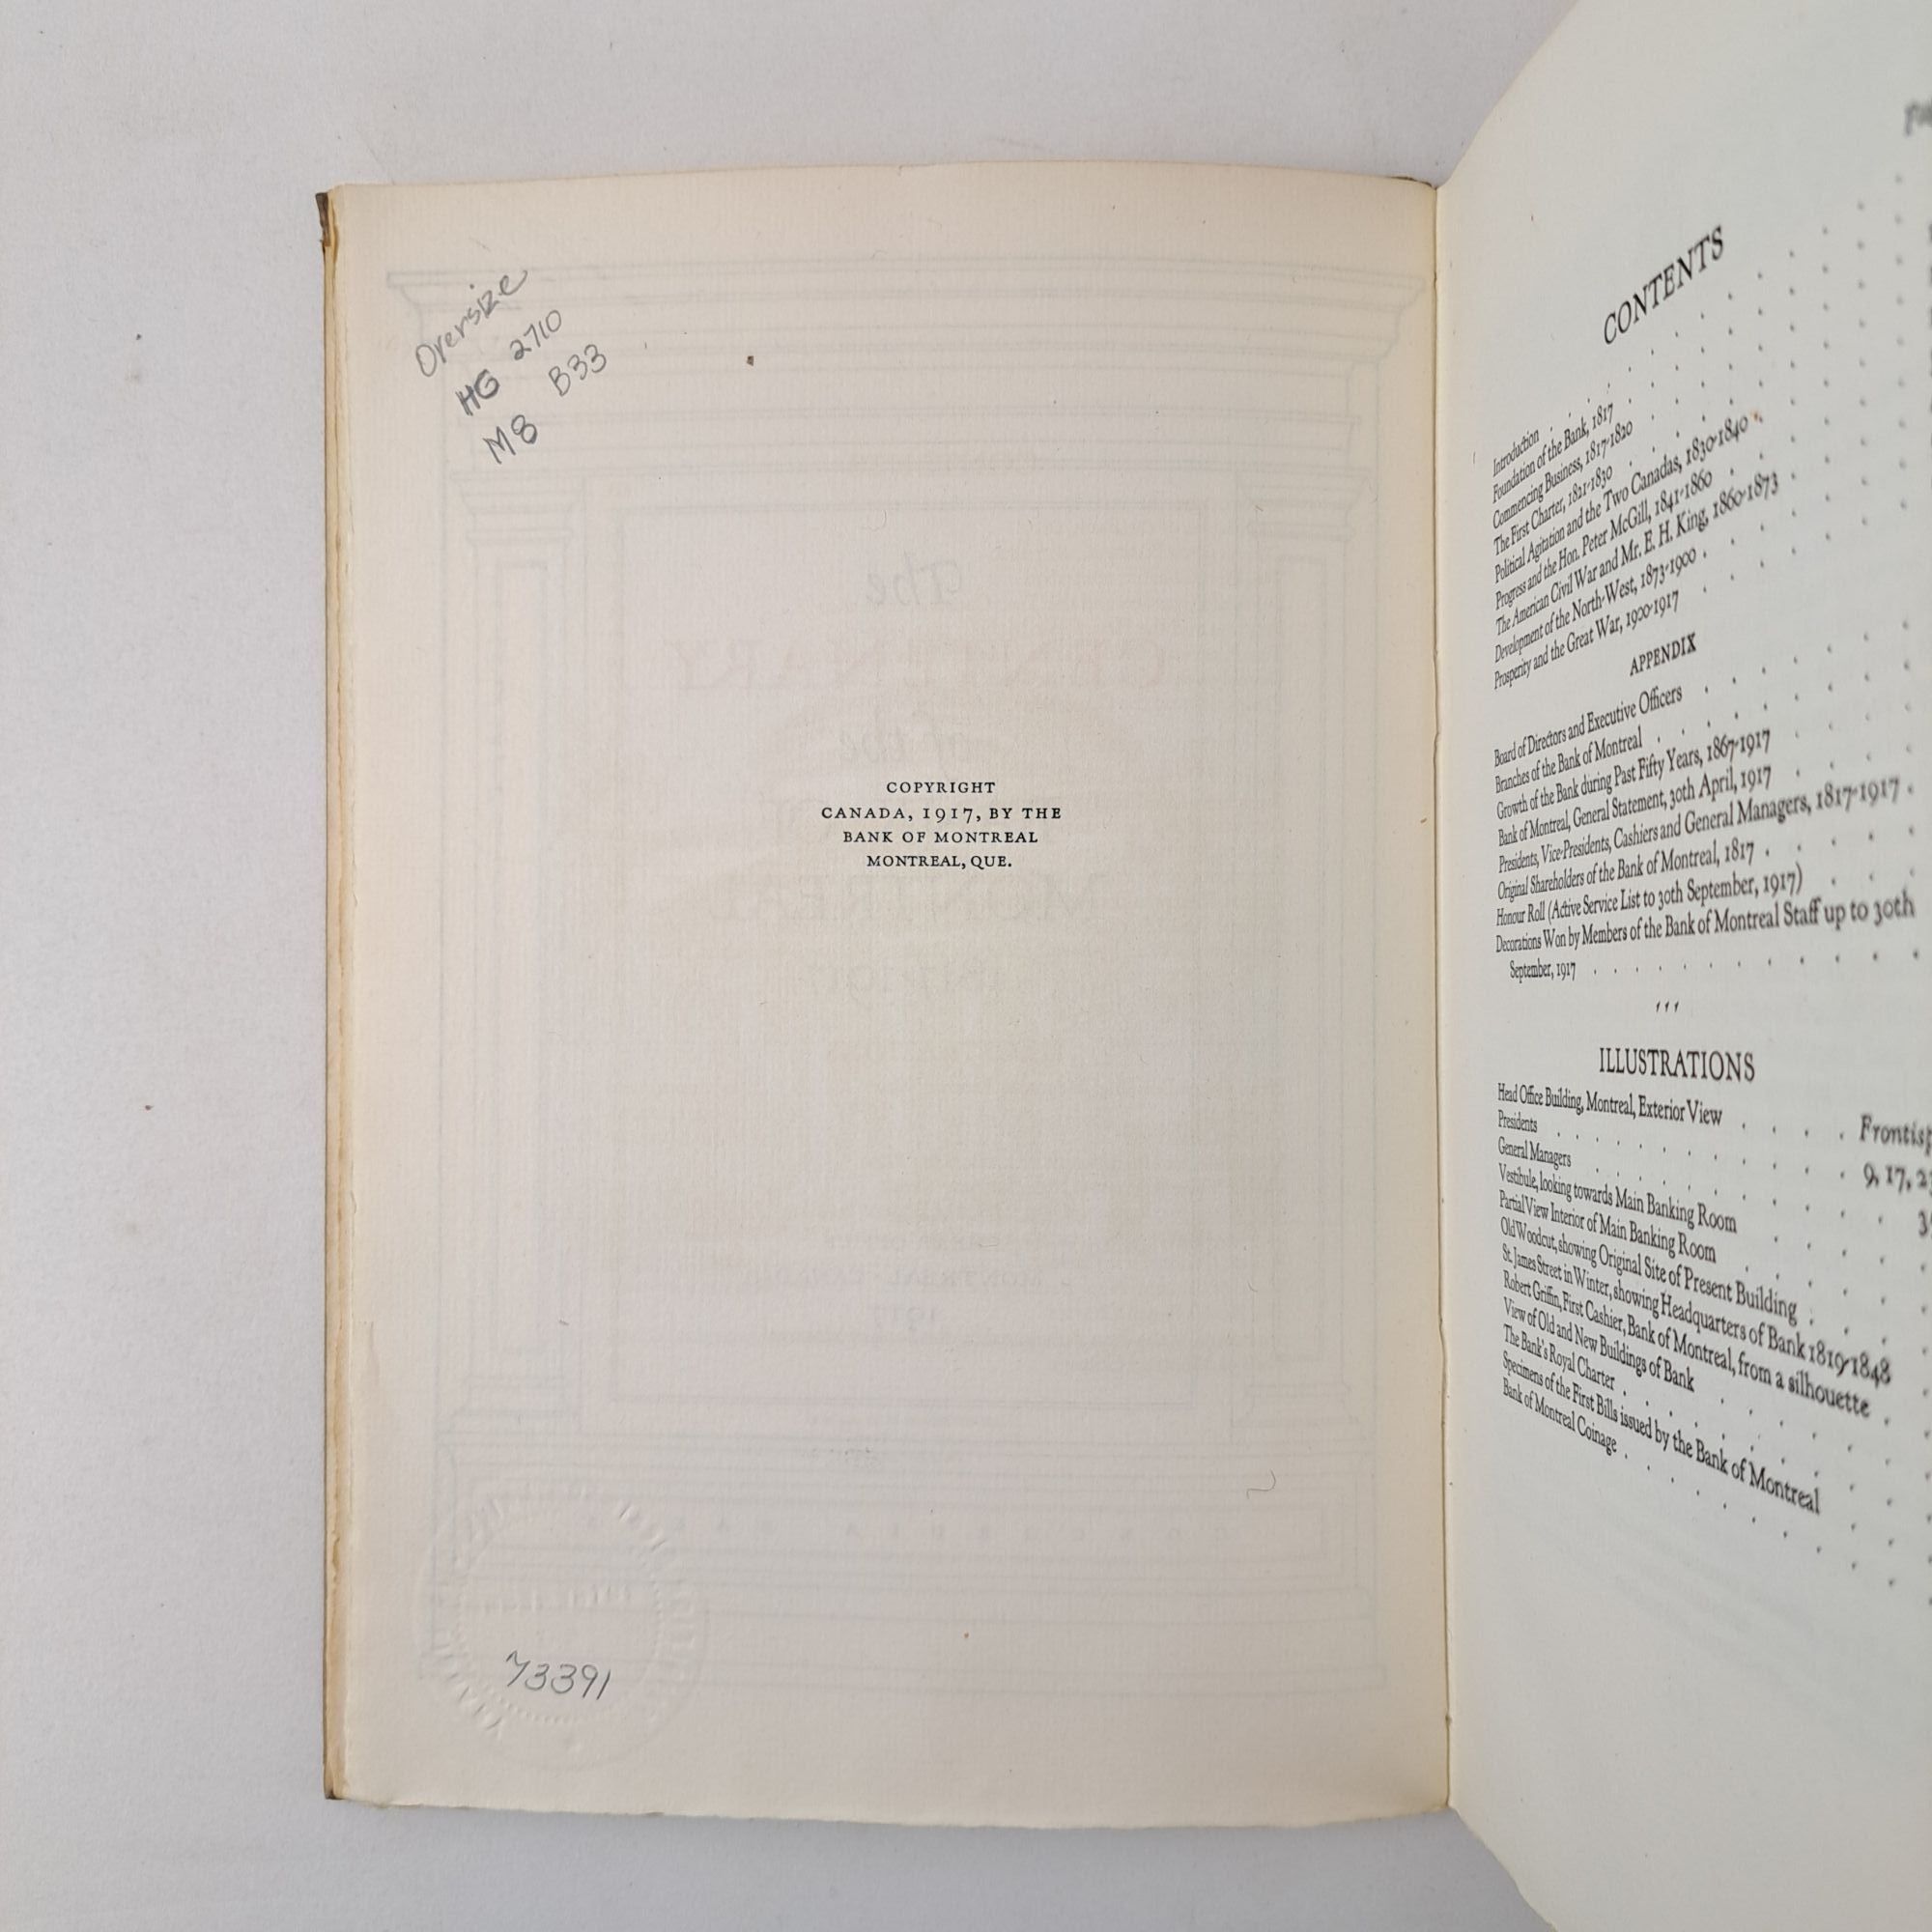 Oversize
HG 2710
M8 B33
COPYRIGHT
CANADA, 1917, BY THE
BANK OF MONTREAL
MONTREAL, QUE.
73391
CONTENTS
Introduction
Foundation of the Bank, 1817
Commencing Business, 1817-1820
The First Charter, 1821-1830
Political Agitation and the Two Canadas, 1830-1840
Progress and the Hon. Peter McGill, 1841-1860
The American Civil War and Mr. E. H. King, 1860-1873
Development of the North-West, 1873-1900
Prosperity and the Great War, 1900-1917
APPENDIX
Board of Directors and Executive Officers
Branches of the Bank of Montreal
Growth of the Bank during Past Fifty Years, 1867-1917
Bank of Montreal, General Statement, 30th April, 1917
Presidents, Vice-Presidents, Cashiers and General Managers, 1817-1917
Original Shareholders of the Bank of Montreal, 1817
Honour Roll (Active Service List to 30th September, 1917)
Decorations Won by Members of the Bank of Montreal Staff up to 30th
September, 1917
ILLUSTRATIONS
Head Office Building, Montreal, Exterior View
Presidents 9, 17,
General Managers
Vestibule, looking towards Main Banking Room
Partial View Interior of Main Banking Room
Old Woodcut, showing Original Site of Present Building
St. James Street in Winter, showing Headquarters of Bank 1819-1848
Robert Griffin, First Cashier, Bank of Montreal, from a silhouette
View of Old and New Buildings of Bank
The Bank's Royal Charter
Specimens of the First Bills issued by the Bank of Montreal
Bank of Montreal Coinage